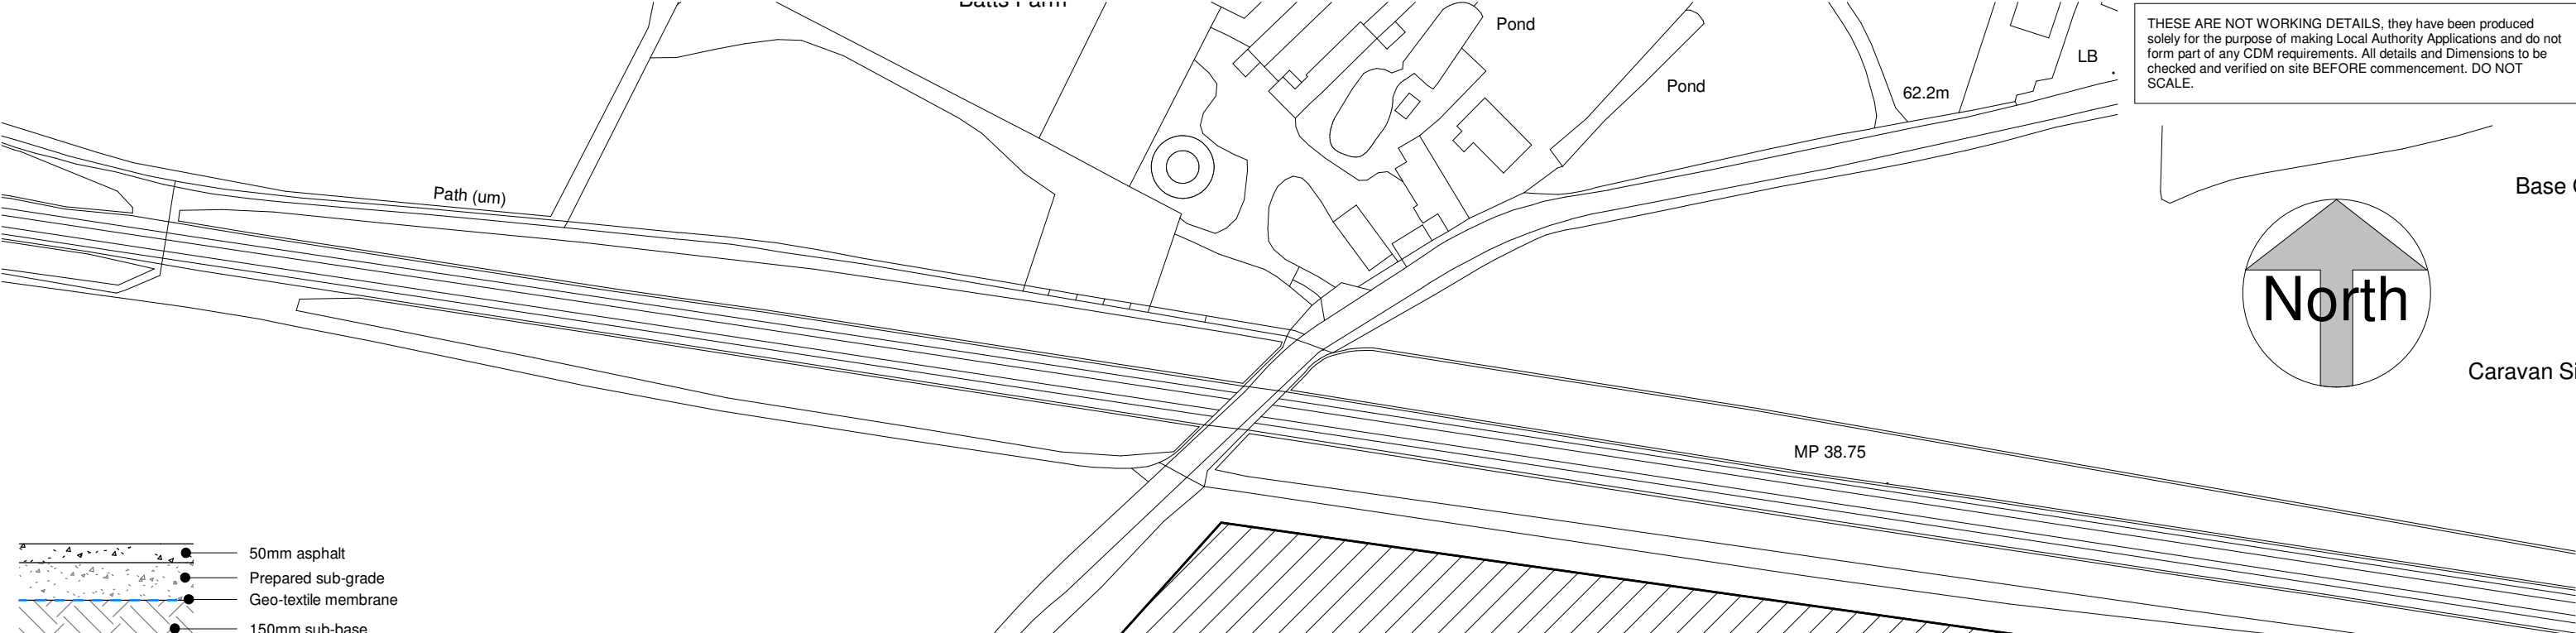 Batts Farm
Pond
Pond
62.2m
LB
THESE ARE NOT WORKING DETAILS, they have been produced
solely for the purpose of making Local Authority Applications and do not
form part of any CDM requirements. All details and Dimensions to be
checked and verified on site BEFORE commencement. DO NOT
SCALE.
Path (um)
Base
North
Caravan
MP 38.75
50mm asphalt
Prepared sub-grade
Geo-textile membrane
150mm sub-base